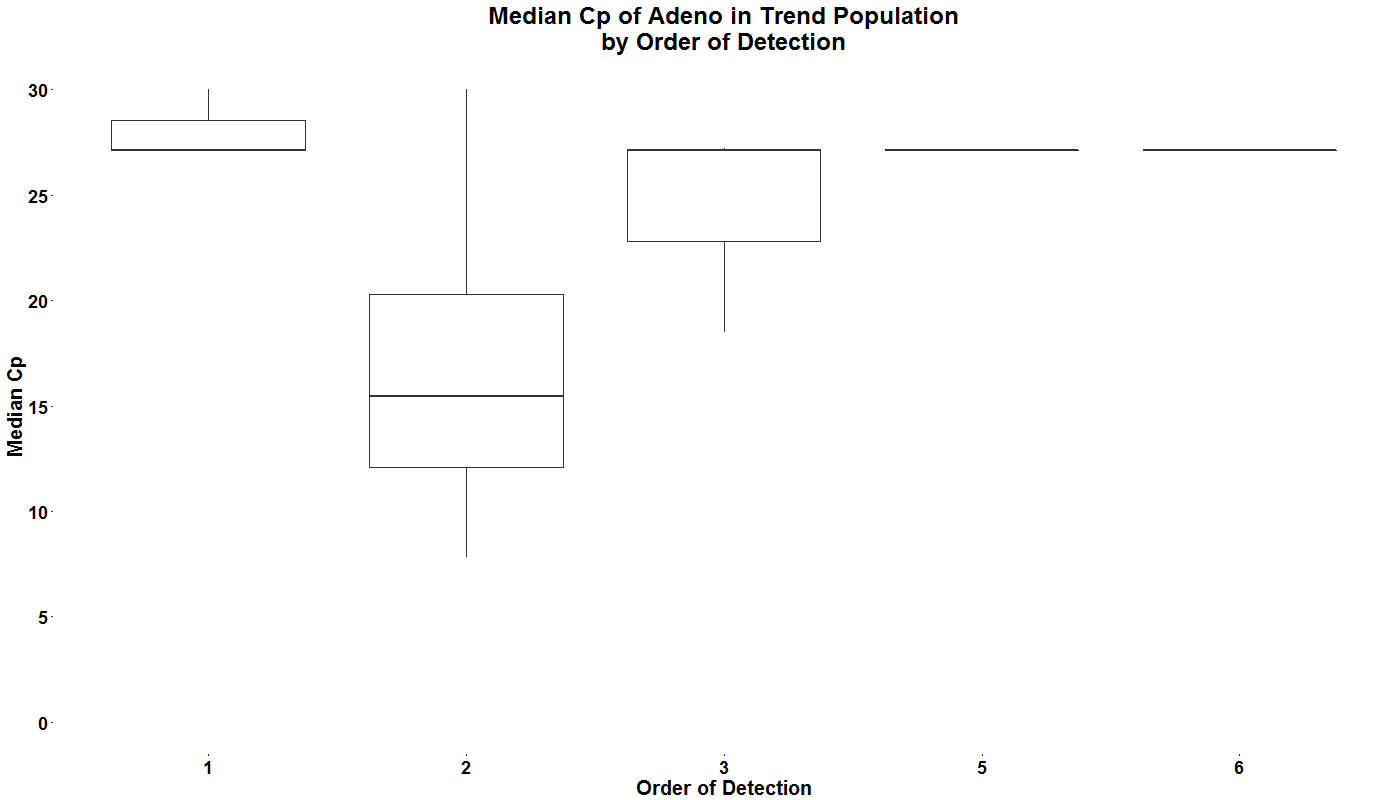 Median Cp of Adeno in Trend Population
by Order of Detection
30
25
20
15
10
5
0
Median Cp
1 2 3 5 6
Order of Detection